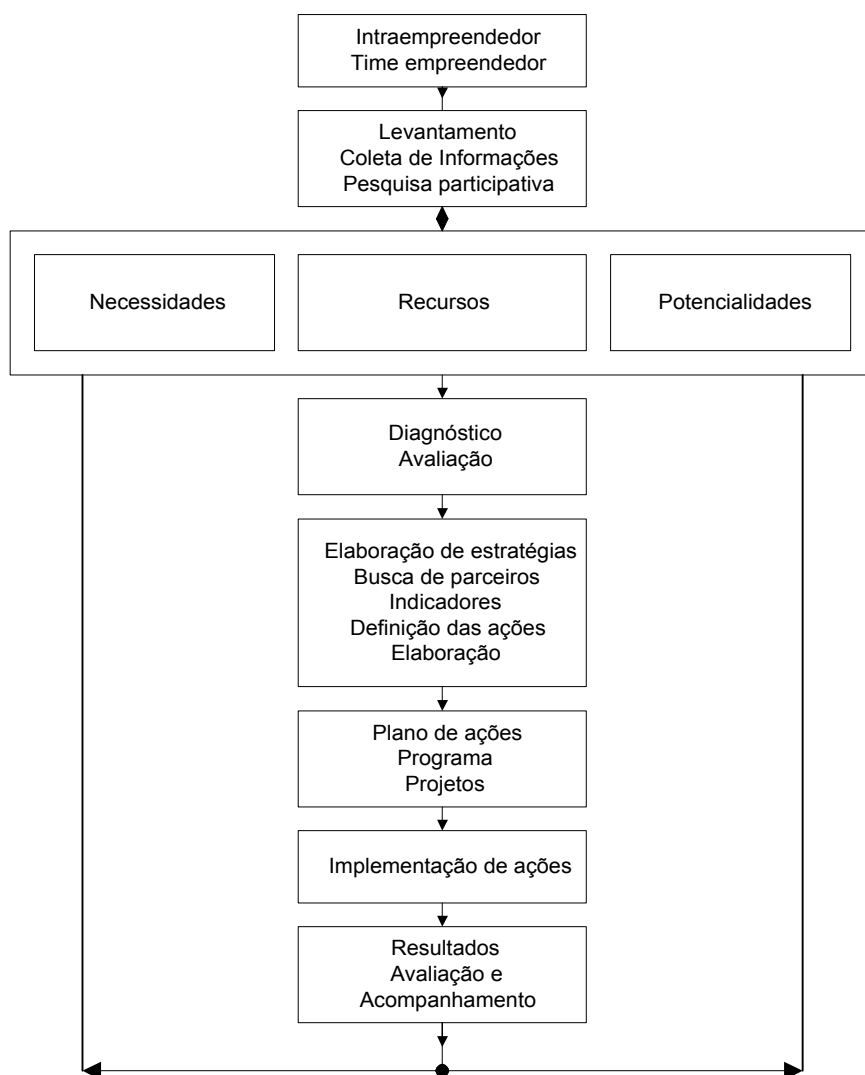 Intraempreendedor
Time empreendedor
Levantamento
Coleta de Informações
Pesquisa participativa
Necessidades
Recursos
Potencialidades
Diagnóstico
Avaliação
Elaboração de estratégias
Busca de parceiros
Indicadores
Definição das ações
Elaboração
Plano de ações
Programa
Projetos
Implementação de ações
Resultados
Avaliação e
Acompanhamento